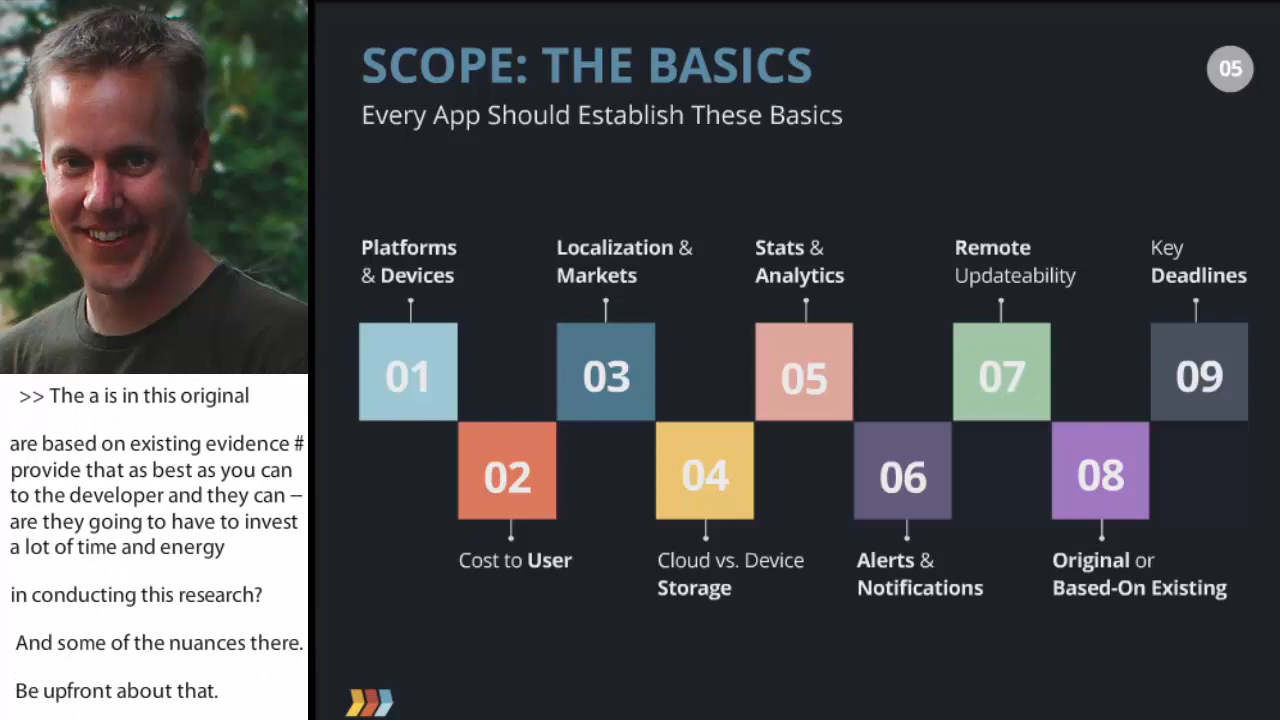 SCOPE: THE BASICS
05
Every App Should Establish These Basics
Platforms
& Devices
Localization &
Markets
Stats &
Analytics
Remote
Updateability
Key
Deadlines
01
03
05
07
09
02
04
06
08
Cost to User
Cloud vs. Device
Storage
Alerts &
Notifications
Original or
Based-On Existing
>> The a is in this original
are based on existing evidence #
provide that as best as you can
to the developer and they can --
are they going to have to invest
a lot of time and energy
in conducting this research?
And some of the nuances there.
Be upfront about that.